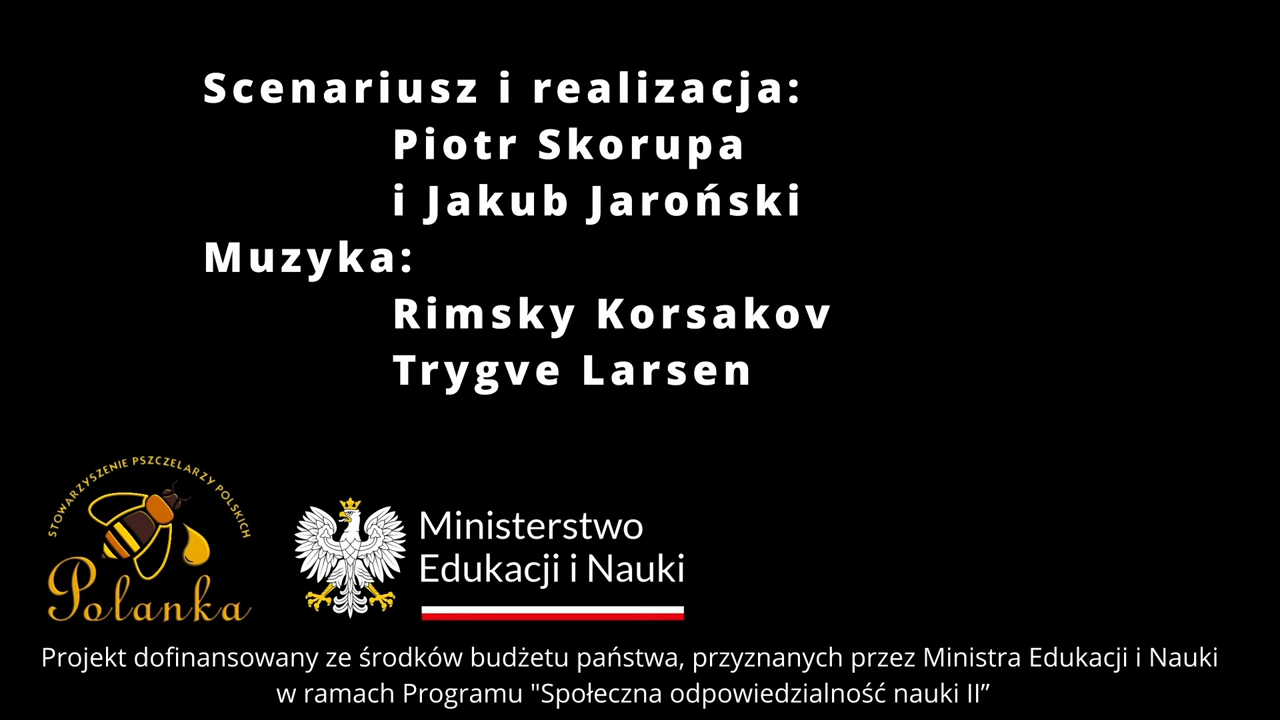 Scenariusz i realizacja:
Piotr Skorupa
i Jakub Jaroński
Muzyka:
Rimsky Korsakov
Trygve Larsen
STOWARZYSZENIE PSZCZELARZY POLSKICH
Polanka
Ministerstwo
Edukacji i Nauki
Projekt dofinansowany ze środków budżetu państwa, przyznanych przez Ministra Edukacji i Nauki
w ramach Programu "Społeczna odpowiedzialność nauki II”